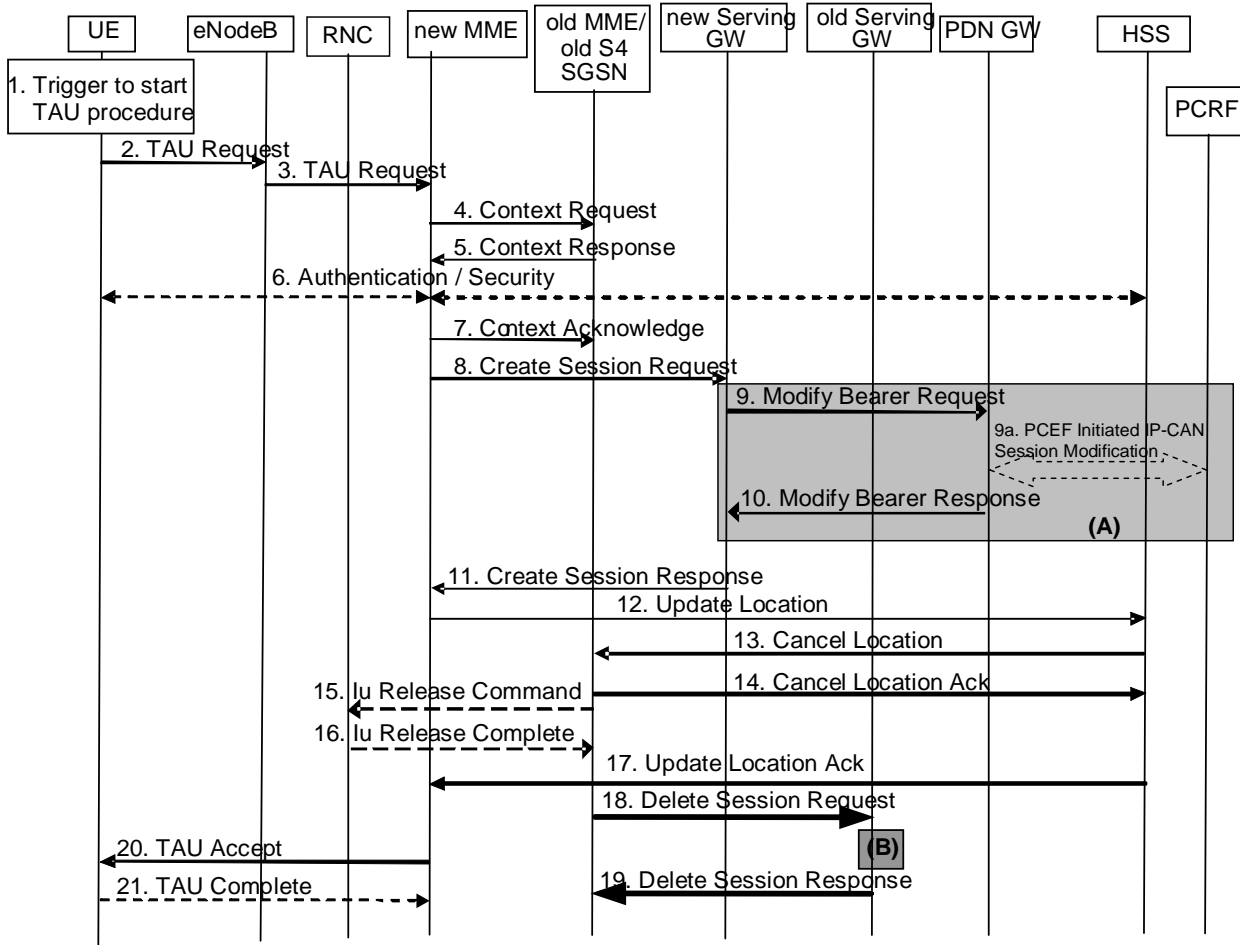 UE
eNodeB
RNC
new MME
old MME/
old S4
SGSN
new Serving
GW
old Serving
GW
PDN GW
HSS
PCRF
1. Trigger to start
TAU procedure
2. TAU Request
3. TAU Request
4. Context Request
5. Context Response
6. Authentication / Security
7. Context Acknowledge
8. Create Session Request
9. Modify Bearer Request
9a. PCEF Initiated IP-CAN
Session Modification
10. Modify Bearer Response
(A)
11. Create Session Response
12. Update Location
13. Cancel Location
14. Cancel Location Ack
15. Iu Release Command
16. Iu Release Complete
17. Update Location Ack
18. Delete Session Request
(B)
19. Delete Session Response
20. TAU Accept
21. TAU Complete